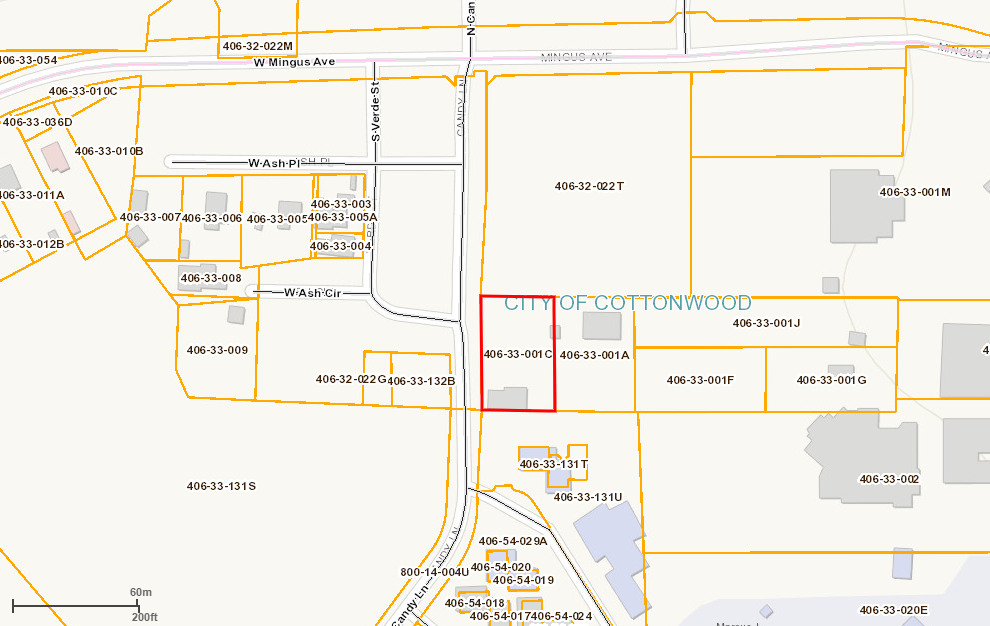 N Can
406-32-022M
406-33-054
W Mingus Ave
MINGUS AVE
MINGUS A
406-33-010C
CANDY LN
S Verde St
406-33-036D
406-33-010B
W Ash Pl
SH PL
406-32-022T
406-33-001M
406-33-011A
406-33-003
406-33-007
406-33-006
406-33-005
406-33-005A
406-33-004
406-33-012B
406-33-008
W Ash Cir
CITY OF COTTONWOOD
406-33-001J
406-33-009
406-33-001C
406-33-001A
406-32-022G
406-33-132B
406-33-001F
406-33-001G
406-33-131T
406-33-002
406-33-131S
406-33-131U
406-54-029A
NDY LN
800-14-004U
406-54-020
406-54-019
Candy Ln
406-54-018
406-54-017
406-54-024
406-33-020E
60m
200ft